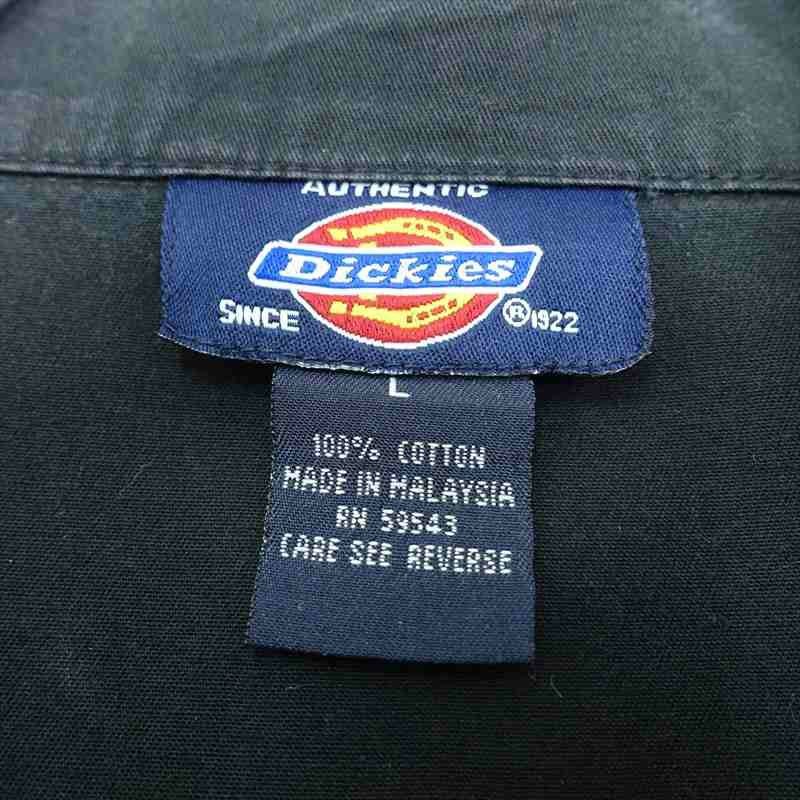 AUTHENTIC
Dickies
SINCE ®1922
L
100% COTTON
MADE IN MALAYSIA
RN 59543
CARE SEE REVERSE